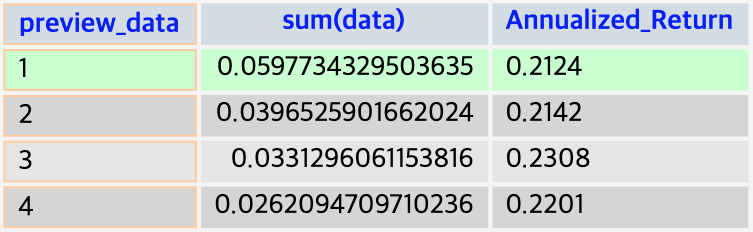 preview_data sum(data) Annualized_Return
1 0.0597734329503635 0.2124
2 0.0396525901662024 0.2142
3 0.0331296061153816 0.2308
4 0.0262094709710236 0.2201